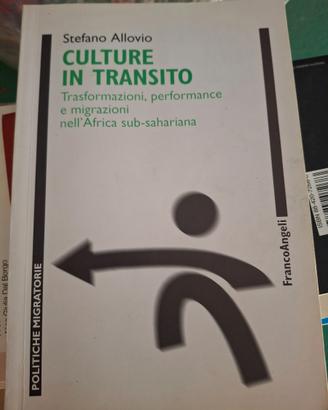 Stefano Allovio
CULTURE
IN TRANSITO
Trasformazioni, performance
e migrazioni
nell'Africa sub-sahariana
FrancoAngeli
POLITICHE MIGRATORIE